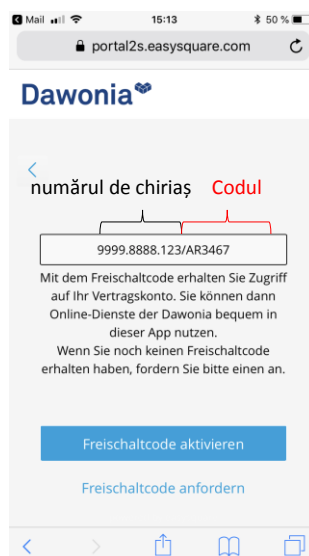 Mail 15:13 50 %
portal2s.easysquare.com
Dawonia
numărul de chiriaș Codul
9999.8888.123/AR3467
Mit dem Freischaltcode erhalten Sie Zugriff
auf Ihr Vertragskonto. Sie können dann
Online-Dienste der Dawonia bequem in
dieser App nutzen.
Wenn Sie noch keinen Freischaltcode
erhalten haben, fordern Sie bitte einen an.
Freischaltcode aktivieren
Freischaltcode anfordern